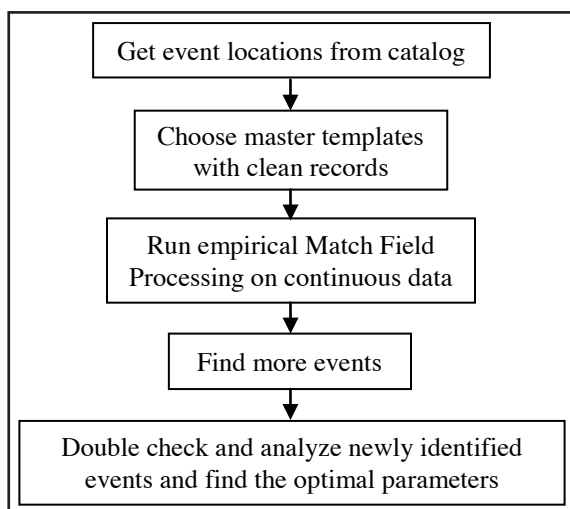 Get event locations from catalog
Choose master templates
with clean records
Run empirical Match Field
Processing on continuous data
Find more events
Double check and analyze newly identified
events and find the optimal parameters